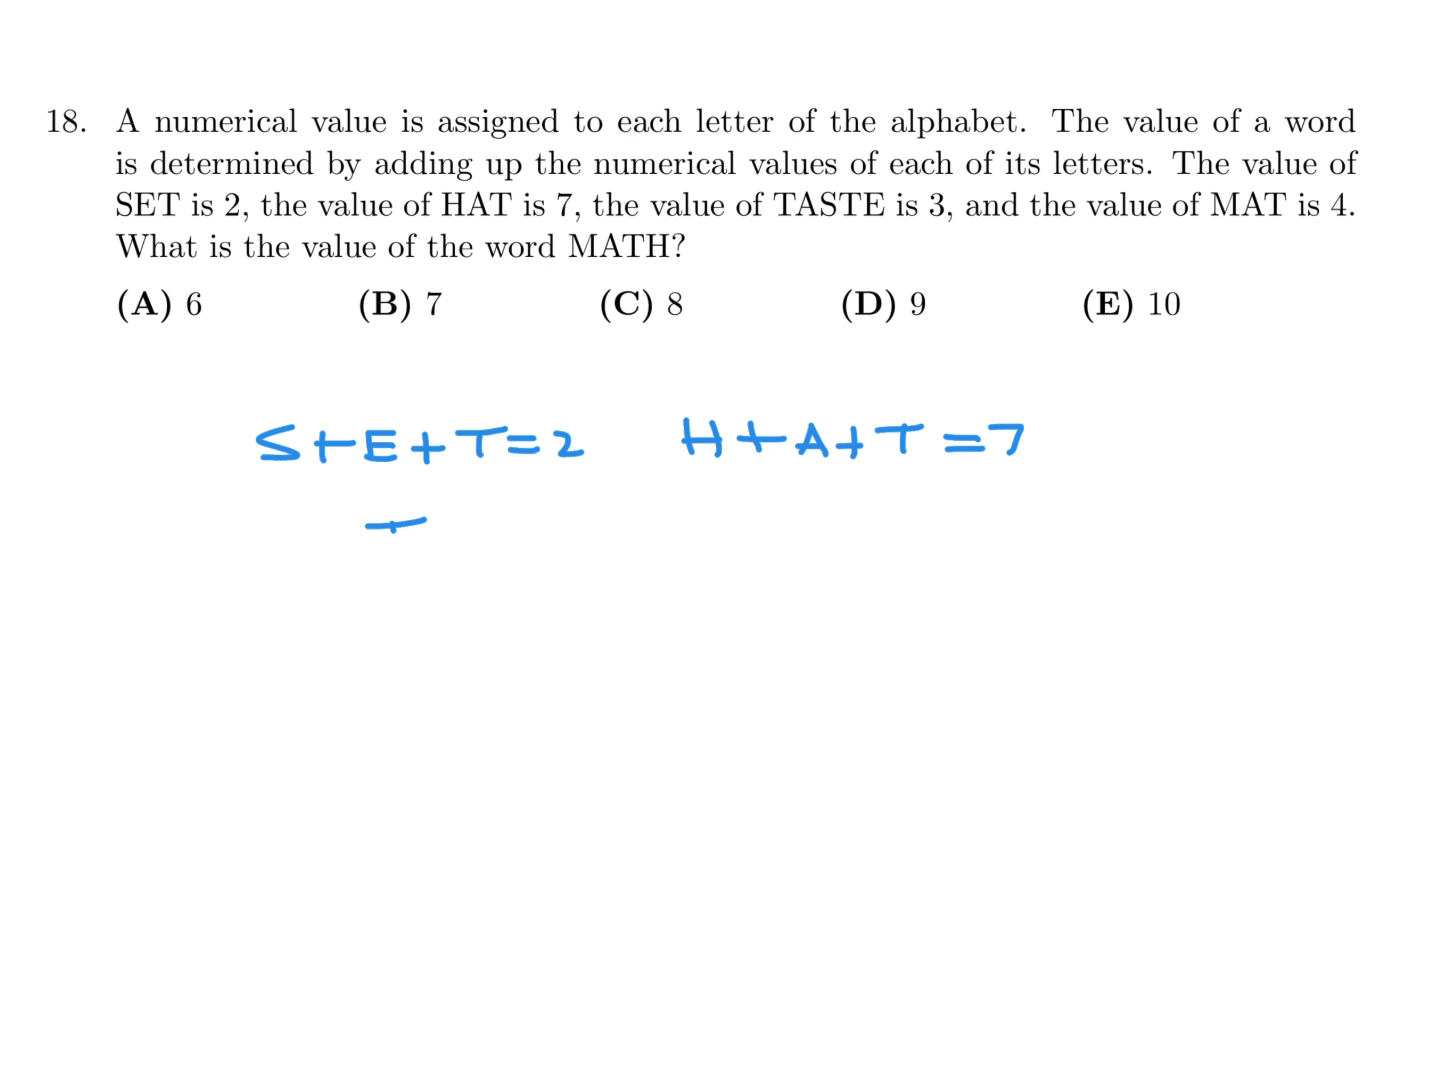 18. A numerical value is assigned to each letter of the alphabet. The value of a word
is determined by adding up the numerical values of each of its letters. The value of
SET is 2, the value of HAT is 7, the value of TASTE is 3, and the value of MAT is 4.
What is the value of the word MATH?
(A) 6 (B) 7 (C) 8 (D) 9 (E) 10
S+E+T=2 H+A+T=7